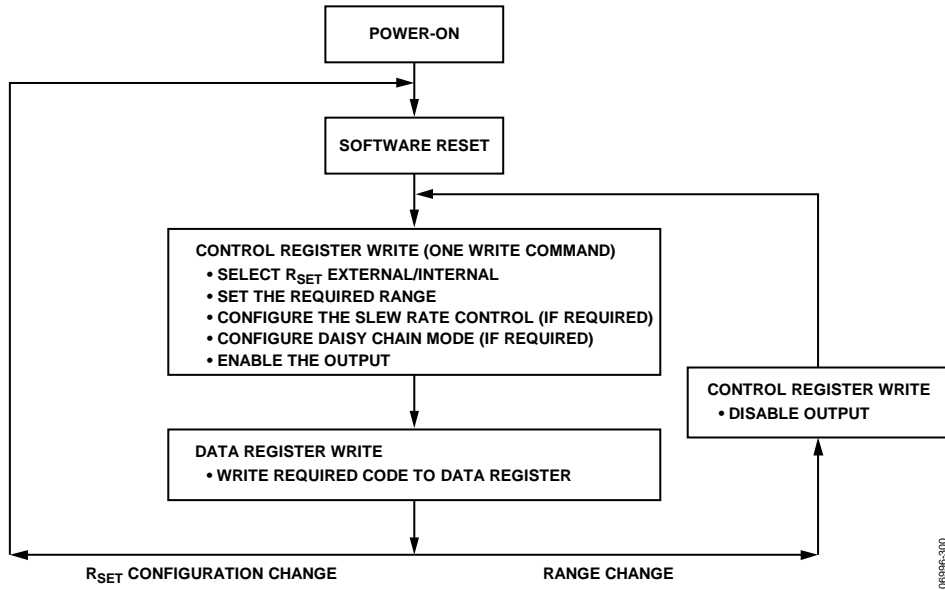 POWER-ON
SOFTWARE RESET
CONTROL REGISTER WRITE (ONE WRITE COMMAND)
• SELECT RSET EXTERNAL/INTERNAL
• SET THE REQUIRED RANGE
• CONFIGURE THE SLEW RATE CONTROL (IF REQUIRED)
• CONFIGURE DAISY CHAIN MODE (IF REQUIRED)
• ENABLE THE OUTPUT
CONTROL REGISTER WRITE
• DISABLE OUTPUT
DATA REGISTER WRITE
• WRITE REQUIRED CODE TO DATA REGISTER
RSET CONFIGURATION CHANGE
RANGE CHANGE
06996-300